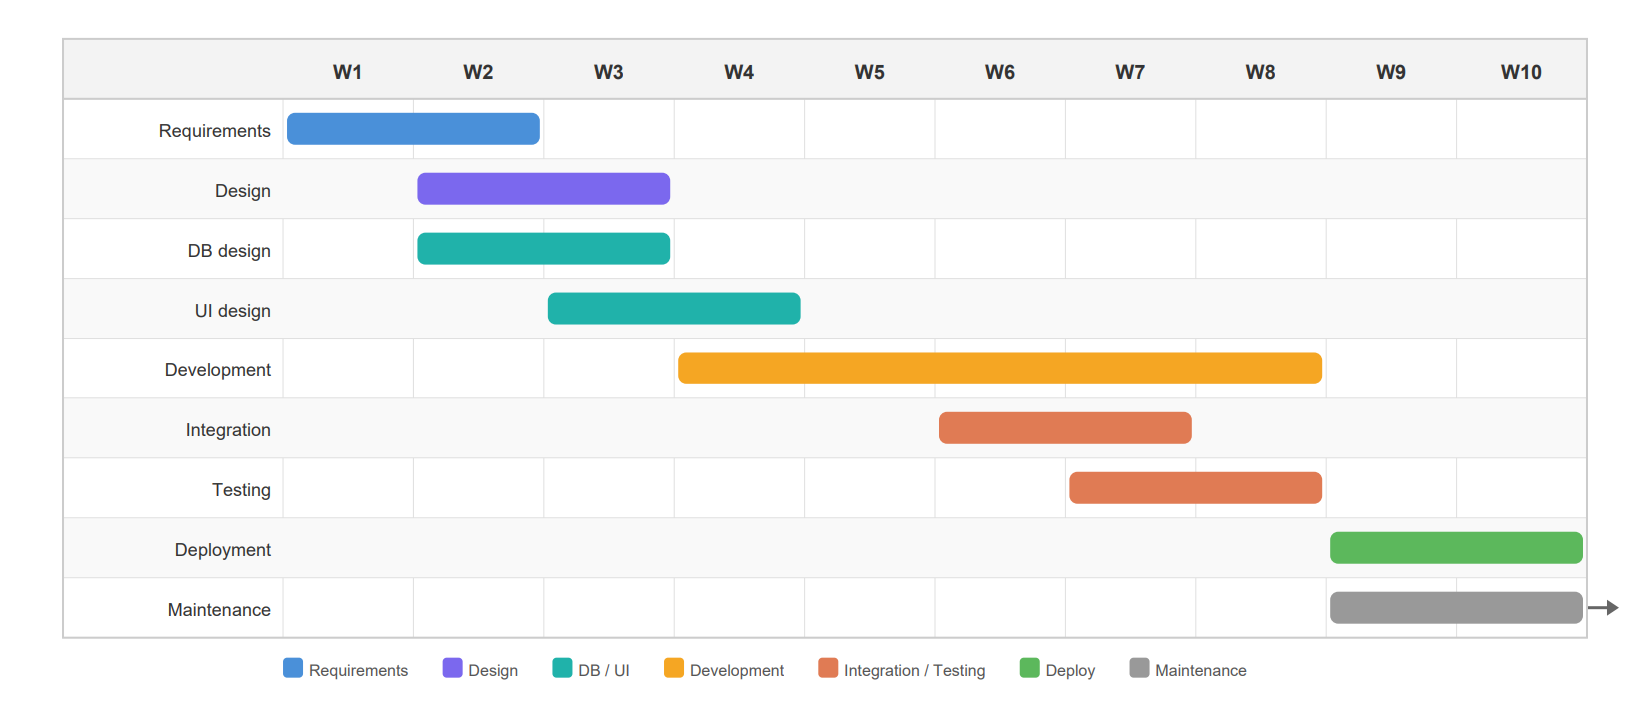 W1 W2 W3 W4 W5 W6 W7 W8 W9 W10
Requirements
Design
DB design
UI design
Development
Integration
Testing
Deployment
Maintenance
Requirements Design DB / UI Development Integration / Testing Deploy Maintenance